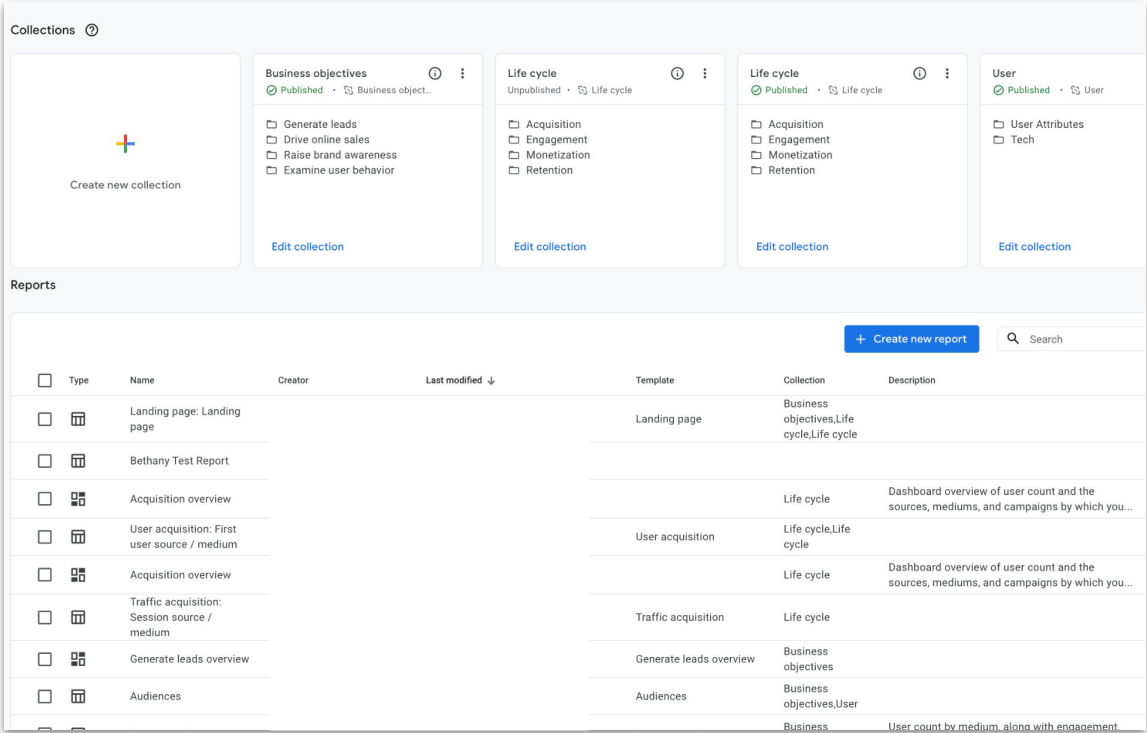 Collections
Create new collection
Business objectives
Published • Business object...
Generate leads
Drive online sales
Raise brand awareness
Examine user behavior
Edit collection
Life cycle
Unpublished • Life cycle
Acquisition
Engagement
Monetization
Retention
Edit collection
Life cycle
Published • Life cycle
Acquisition
Engagement
Monetization
Retention
Edit collection
User
Published • User
User Attributes
Tech
Edit collection
Reports
+ Create new report
Search
Type Name Creator Last modified Template Collection Description
Landing page: Landing
page
Landing page
Business
objectives,Life
cycle,Life cycle
Bethany Test Report
Acquisition overview
Life cycle
Dashboard overview of user count and the
sources, mediums, and campaigns by which you...
User acquisition: First
user source / medium
User acquisition
Life cycle,Life
cycle
Acquisition overview
Life cycle
Dashboard overview of user count and the
sources, mediums, and campaigns by which you...
Traffic acquisition:
Session source /
medium
Traffic acquisition
Life cycle
Generate leads overview
Generate leads overview
Business
objectives
Audiences
Audiences
Business
objectives,User
Business
User count by medium, along with engagement,